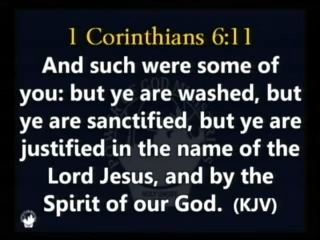 1 Corinthians 6:11
And such were some of
you: but ye are washed, but
ye are sanctified, but ye are
justified in the name of the
Lord Jesus, and by the
Spirit of our God. (KJV)